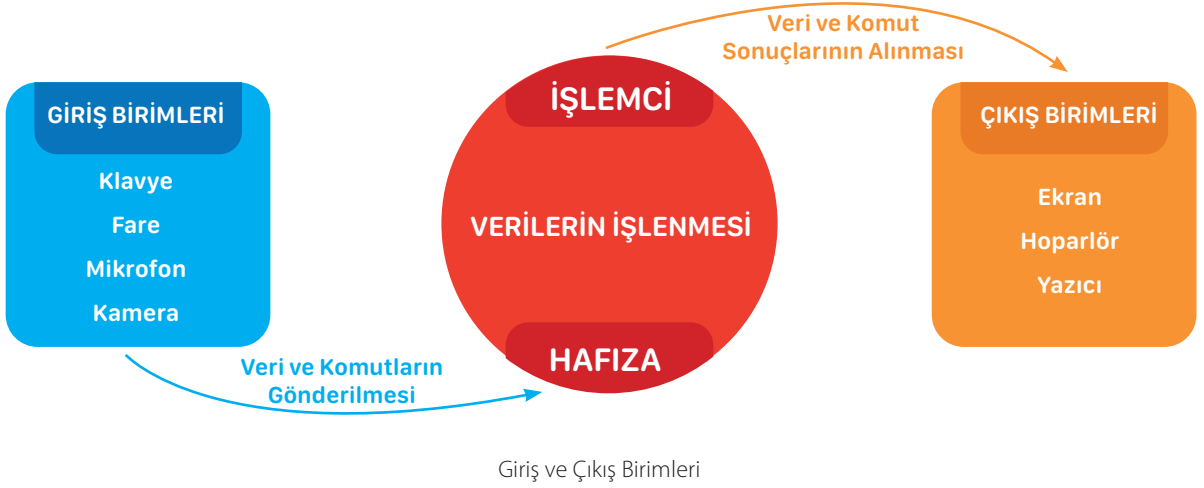 GİRİŞ BİRİMLERİ
Klavye
Fare
Mikrofon
Kamera
Veri ve Komutların
Gönderilmesi
İŞLEMCİ
VERİLERİN İŞLENMESİ
HAFIZA
Veri ve Komut
Sonuçlarının Alınması
ÇIKIŞ BİRİMLERİ
Ekran
Hoparlör
Yazıcı
Giriş ve Çıkış Birimleri